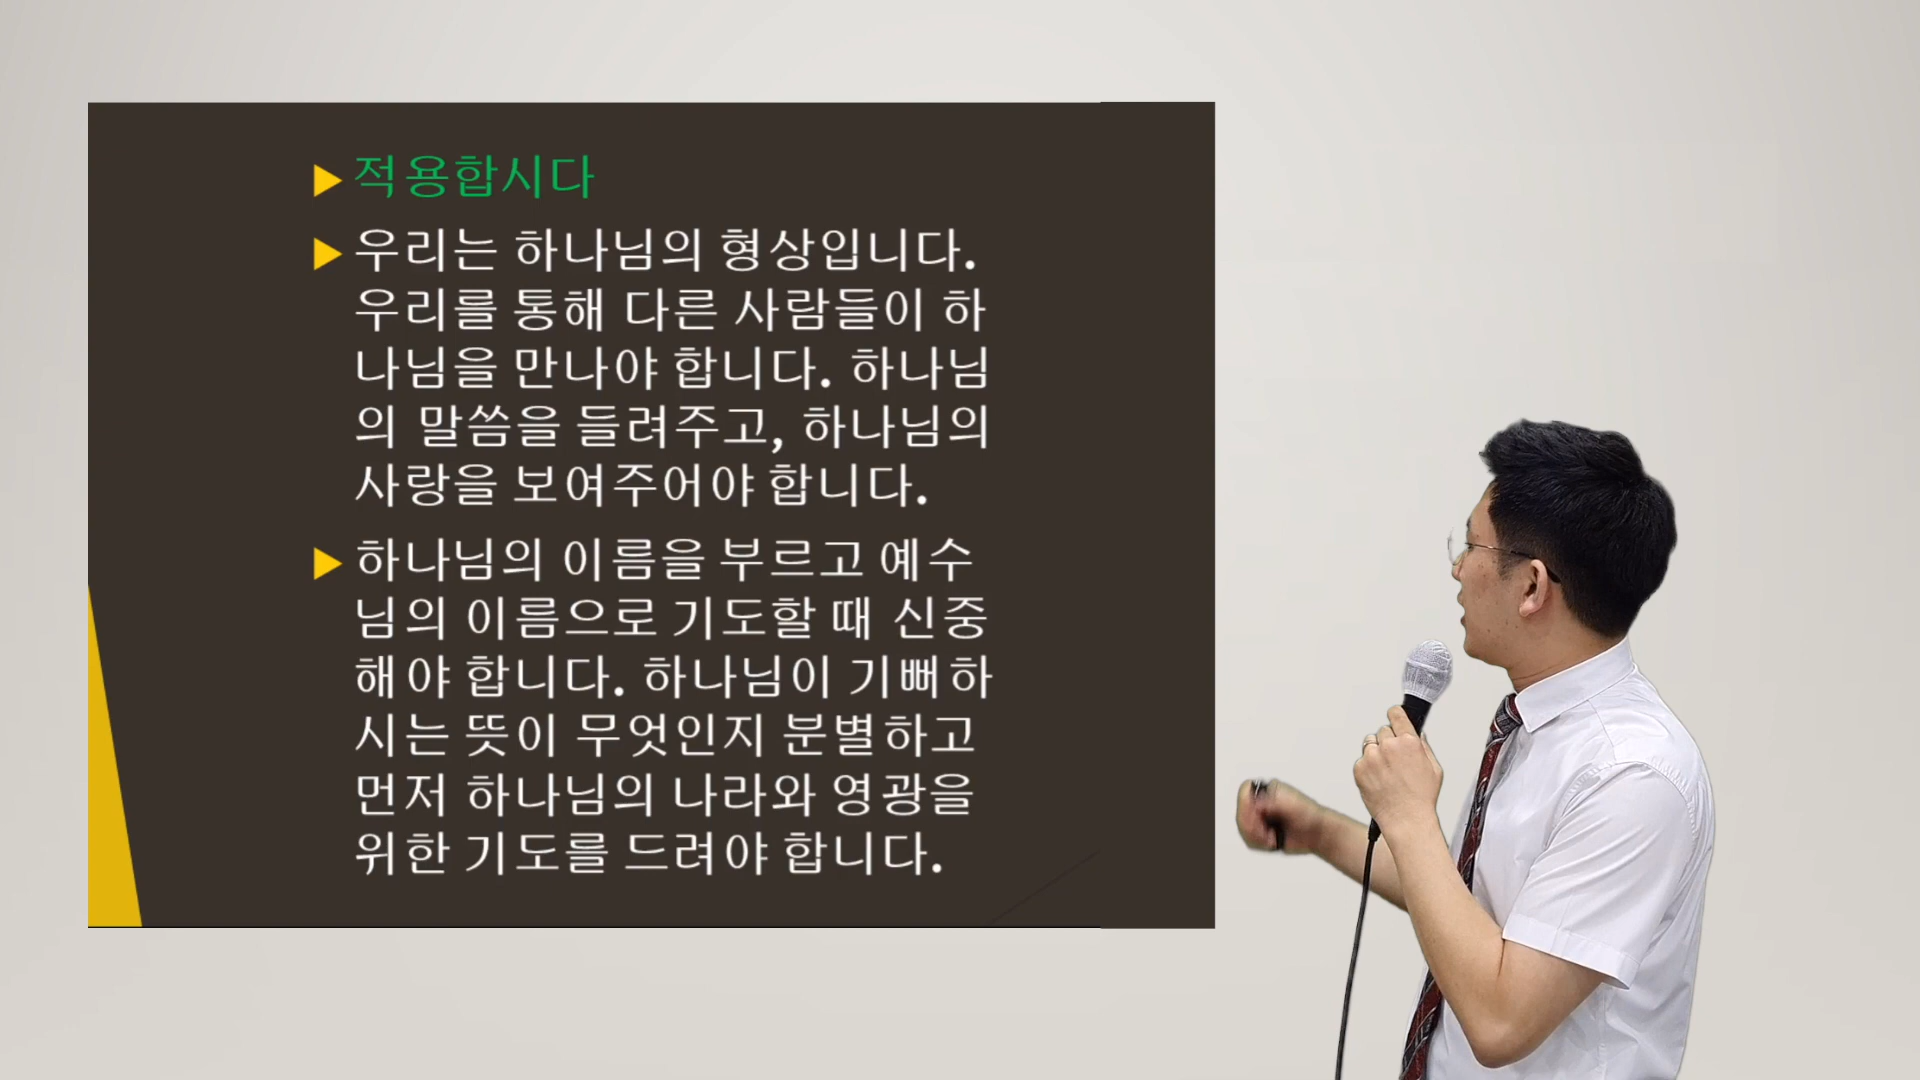 적용합시다
우리는 하나님의 형상입니다.
우리를 통해 다른 사람들이 하
나님을 만나야 합니다. 하나님
의 말씀을 들려주고, 하나님의
사랑을 보여주어야 합니다.
하나님의 이름을 부르고 예수
님의 이름으로 기도할 때 신중
해야 합니다. 하나님이 기뻐하
시는 뜻이 무엇인지 분별하고
먼저 하나님의 나라와 영광을
위한 기도를 드려야 합니다.